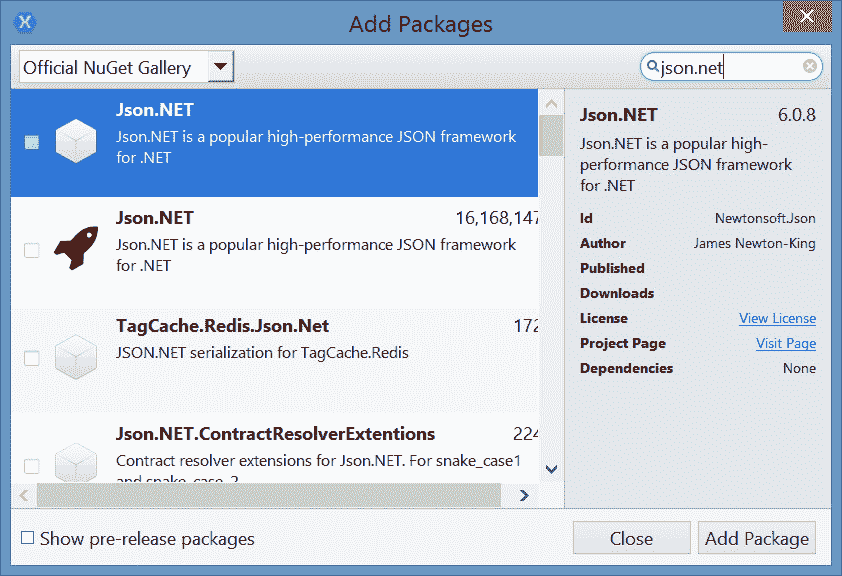 Add Packages
Official NuGet Gallery
json.net
Json.NET
Json.NET is a popular high-performance JSON framework
for .NET
Json.NET 16,168,147
Json.NET is a popular high-performance JSON framework
for .NET
TagCache.Redis.Json.Net 172
JSON.NET serialization for TagCache.Redis
Json.NET.ContractResolverExtentions 224
Contract resolver extensions for Json.NET. For snake_case1
and snake_case_2
Json.NET 6.0.8
Json.NET is a popular high-
performance JSON framework
for .NET
Id Newtonsoft.Json
Author James Newton-King
Published
Downloads
License View License
Project Page Visit Page
Dependencies None
Show pre-release packages
Close
Add Package